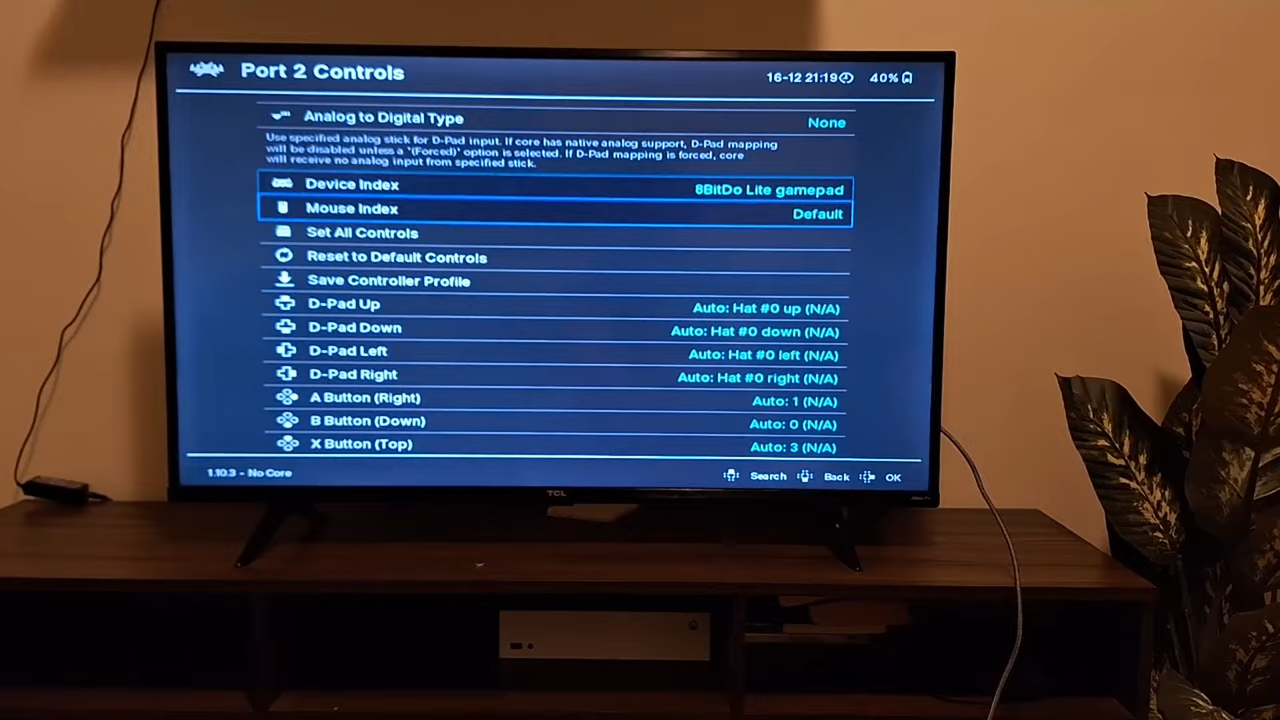 Port 2 Controls
16-12 21:19 40%
Analog to Digital Type None
Use specified analog stick for D-Pad input. If core has native analog support, D-Pad mapping
will be disabled unless a '(Forced)' option is selected. If D-Pad mapping is forced, core
will receive no analog input from specified stick.
Device Index 8BitDo Lite gamepad
Mouse Index Default
Set All Controls
Reset to Default Controls
Save Controller Profile
D-Pad Up Auto: Hat #0 up (N/A)
D-Pad Down Auto: Hat #0 down (N/A)
D-Pad Left Auto: Hat #0 left (N/A)
D-Pad Right Auto: Hat #0 right (N/A)
A Button (Right) Auto: 1 (N/A)
B Button (Down) Auto: 0 (N/A)
X Button (Top) Auto: 3 (N/A)
1.10.3 - No Core Search Back OK
TCL